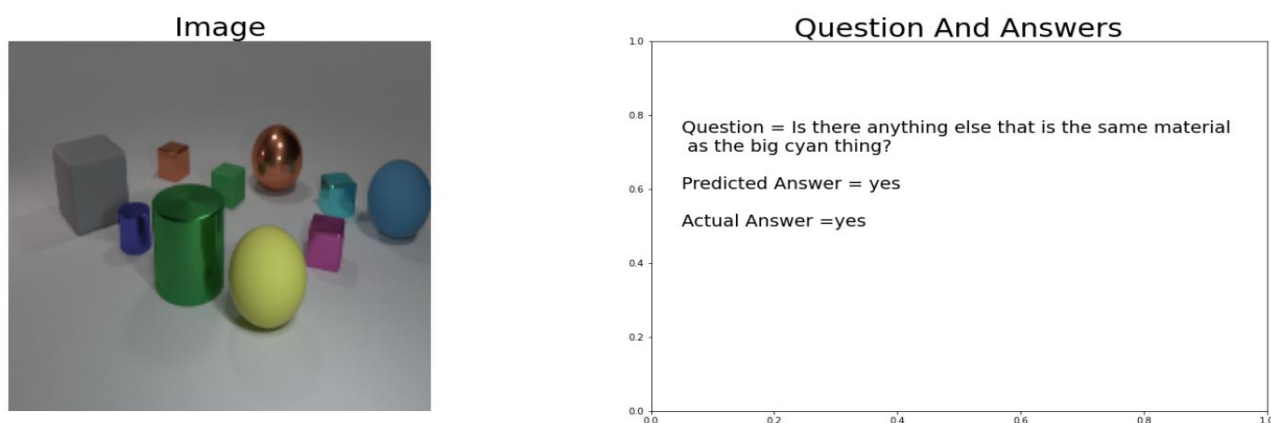 Image
Question And Answers
1.0
0.8
0.6
0.4
0.2
0.0
Question = Is there anything else that is the same material
as the big cyan thing?
Predicted Answer = yes
Actual Answer =yes
0.0 0.2 0.4 0.6 0.8 1.0